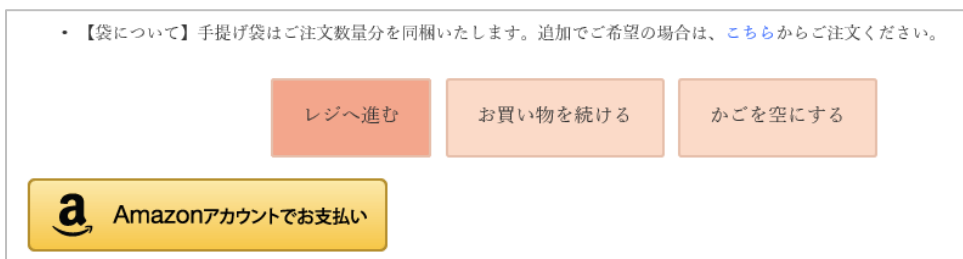 ・【袋について】手提げ袋はご注文数量分を同梱いたします。追加でご希望の場合は、こちらからご注文ください。
レジへ進む
お買い物を続ける
かごを空にする
a Amazonアカウントでお支払い